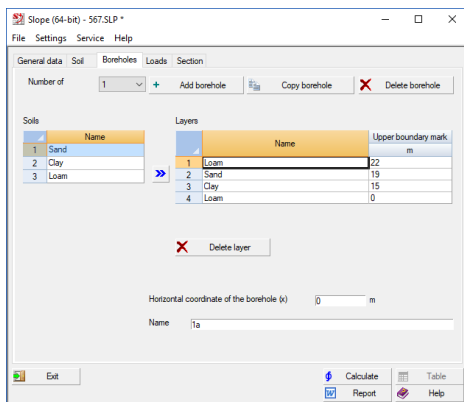 Slope (64-bit) - 567.SLP *
File Settings Service Help
General data Soil Boreholes Loads Section
Number of 1 Add borehole Copy borehole Delete borehole
Soils Layers
Name
1 Sand
2 Clay
3 Loam
Name Upper boundary mark
m
1 Loam 22
2 Sand 19
3 Clay 15
4 Loam 0
Delete layer
Horizontal coordinate of the borehole (x) 0 m
Name 1a
Exit Calculate Table
Report Help